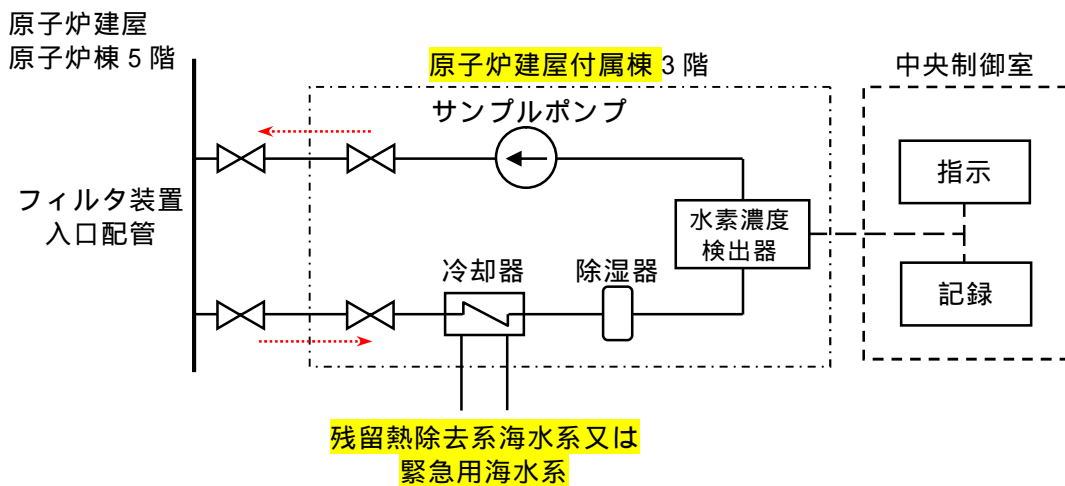 原子炉建屋
原子炉棟5階
原子炉建屋付属棟3階
中央制御室
サンプルポンプ
指示
フィルタ装置
入口配管
水素濃度
検出器
冷却器
除湿器
記録
残留熱除去系海水系又は
緊急用海水系